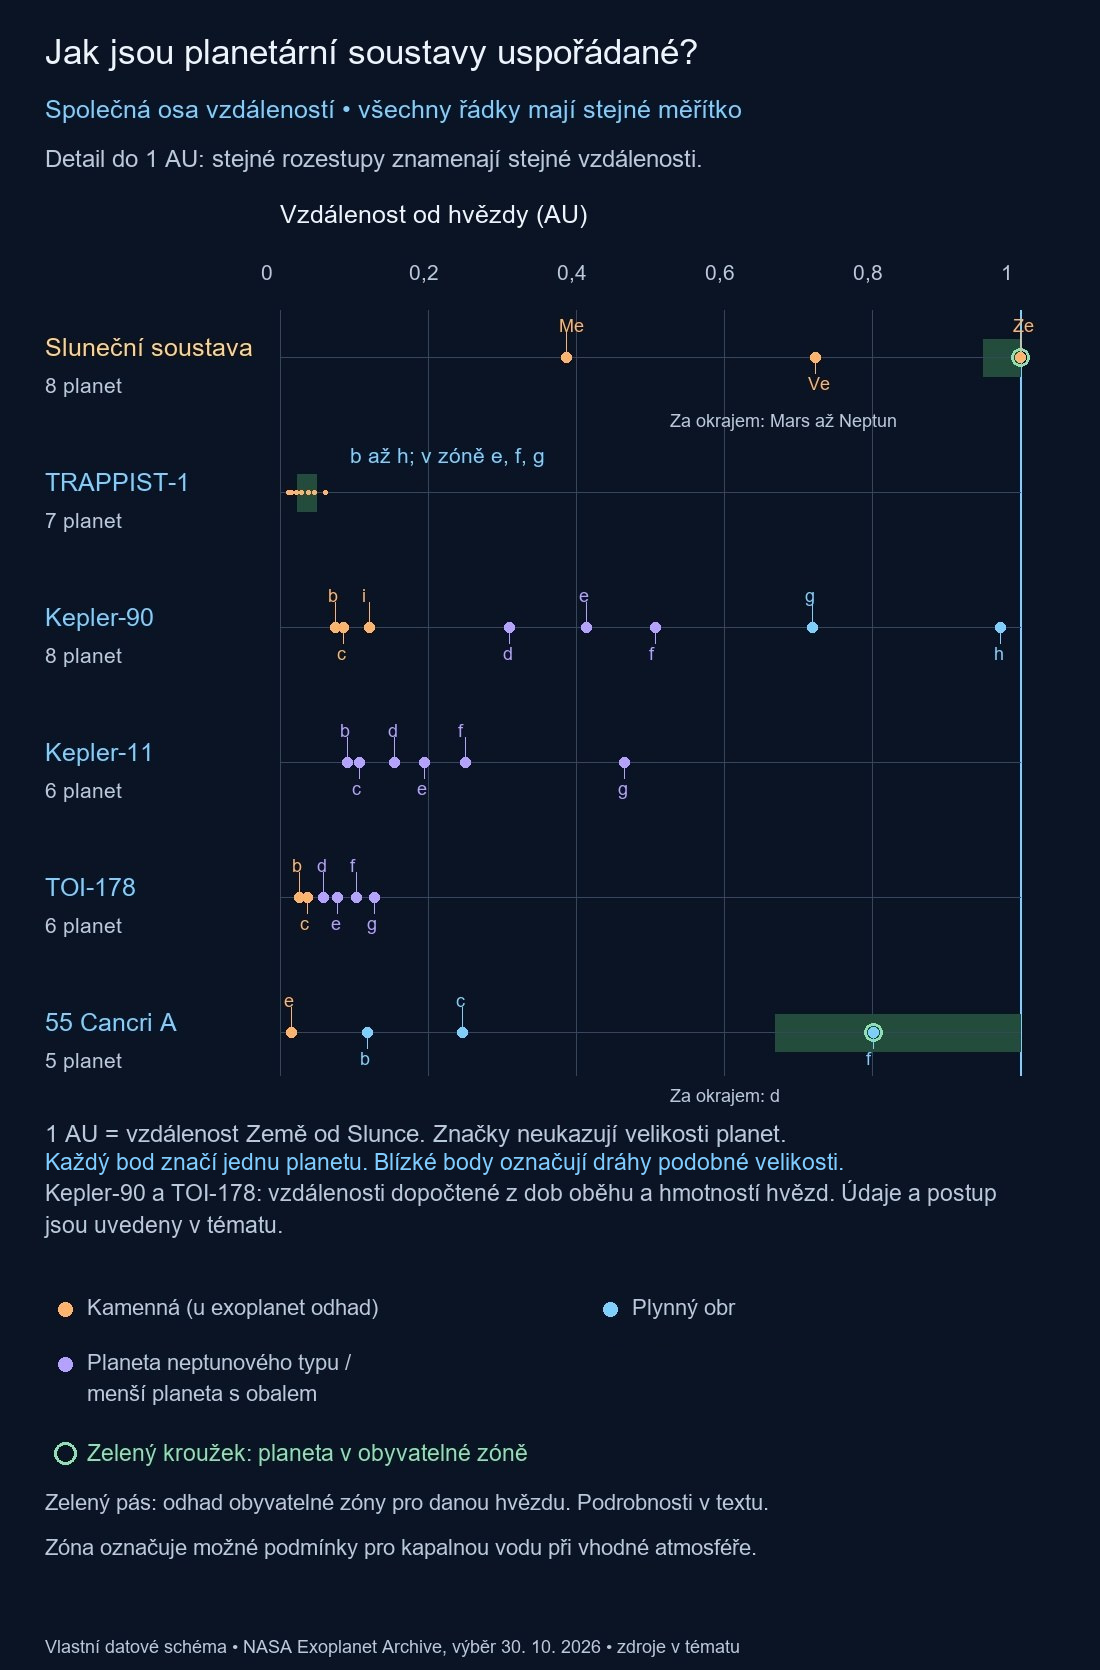 Jak jsou planetární soustavy uspořádané?
Společná osa vzdáleností • všechny řádky mají stejné měřítko
Detail do 1 AU: stejné rozestupy znamenají stejné vzdálenosti.
Vzdálenost od hvězdy (AU)
0 0,2 0,4 0,6 0,8 1
Me Ze
Sluneční soustava
Ve
8 planet
Za okrajem: Mars až Neptun
b až h; v zóně e, f, g
TRAPPIST-1
7 planet
b i e g
Kepler-90
c d f h
8 planet
b d f
Kepler-11
c e g
6 planet
b d f
TOI-178
c e g
6 planet
e c
55 Cancri A
b f
5 planet
Za okrajem: d
1 AU = vzdálenost Země od Slunce. Značky neukazují velikosti planet.
Každý bod značí jednu planetu. Blízké body označují dráhy podobné velikosti.
Kepler-90 a TOI-178: vzdálenosti dopočtené z dob oběhu a hmotností hvězd. Údaje a postup
jsou uvedeny v tématu.
Kamenná (u exoplanet odhad) Plynný obr
Planeta neptunového typu /
menší planeta s obalem
Zelený kroužek: planeta v obyvatelné zóně
Zelený pás: odhad obyvatelné zóny pro danou hvězdu. Podrobnosti v textu.
Zóna označuje možné podmínky pro kapalnou vodu při vhodné atmosféře.
Vlastní datové schéma • NASA Exoplanet Archive, výběr 30. 10. 2026 • zdroje v tématu